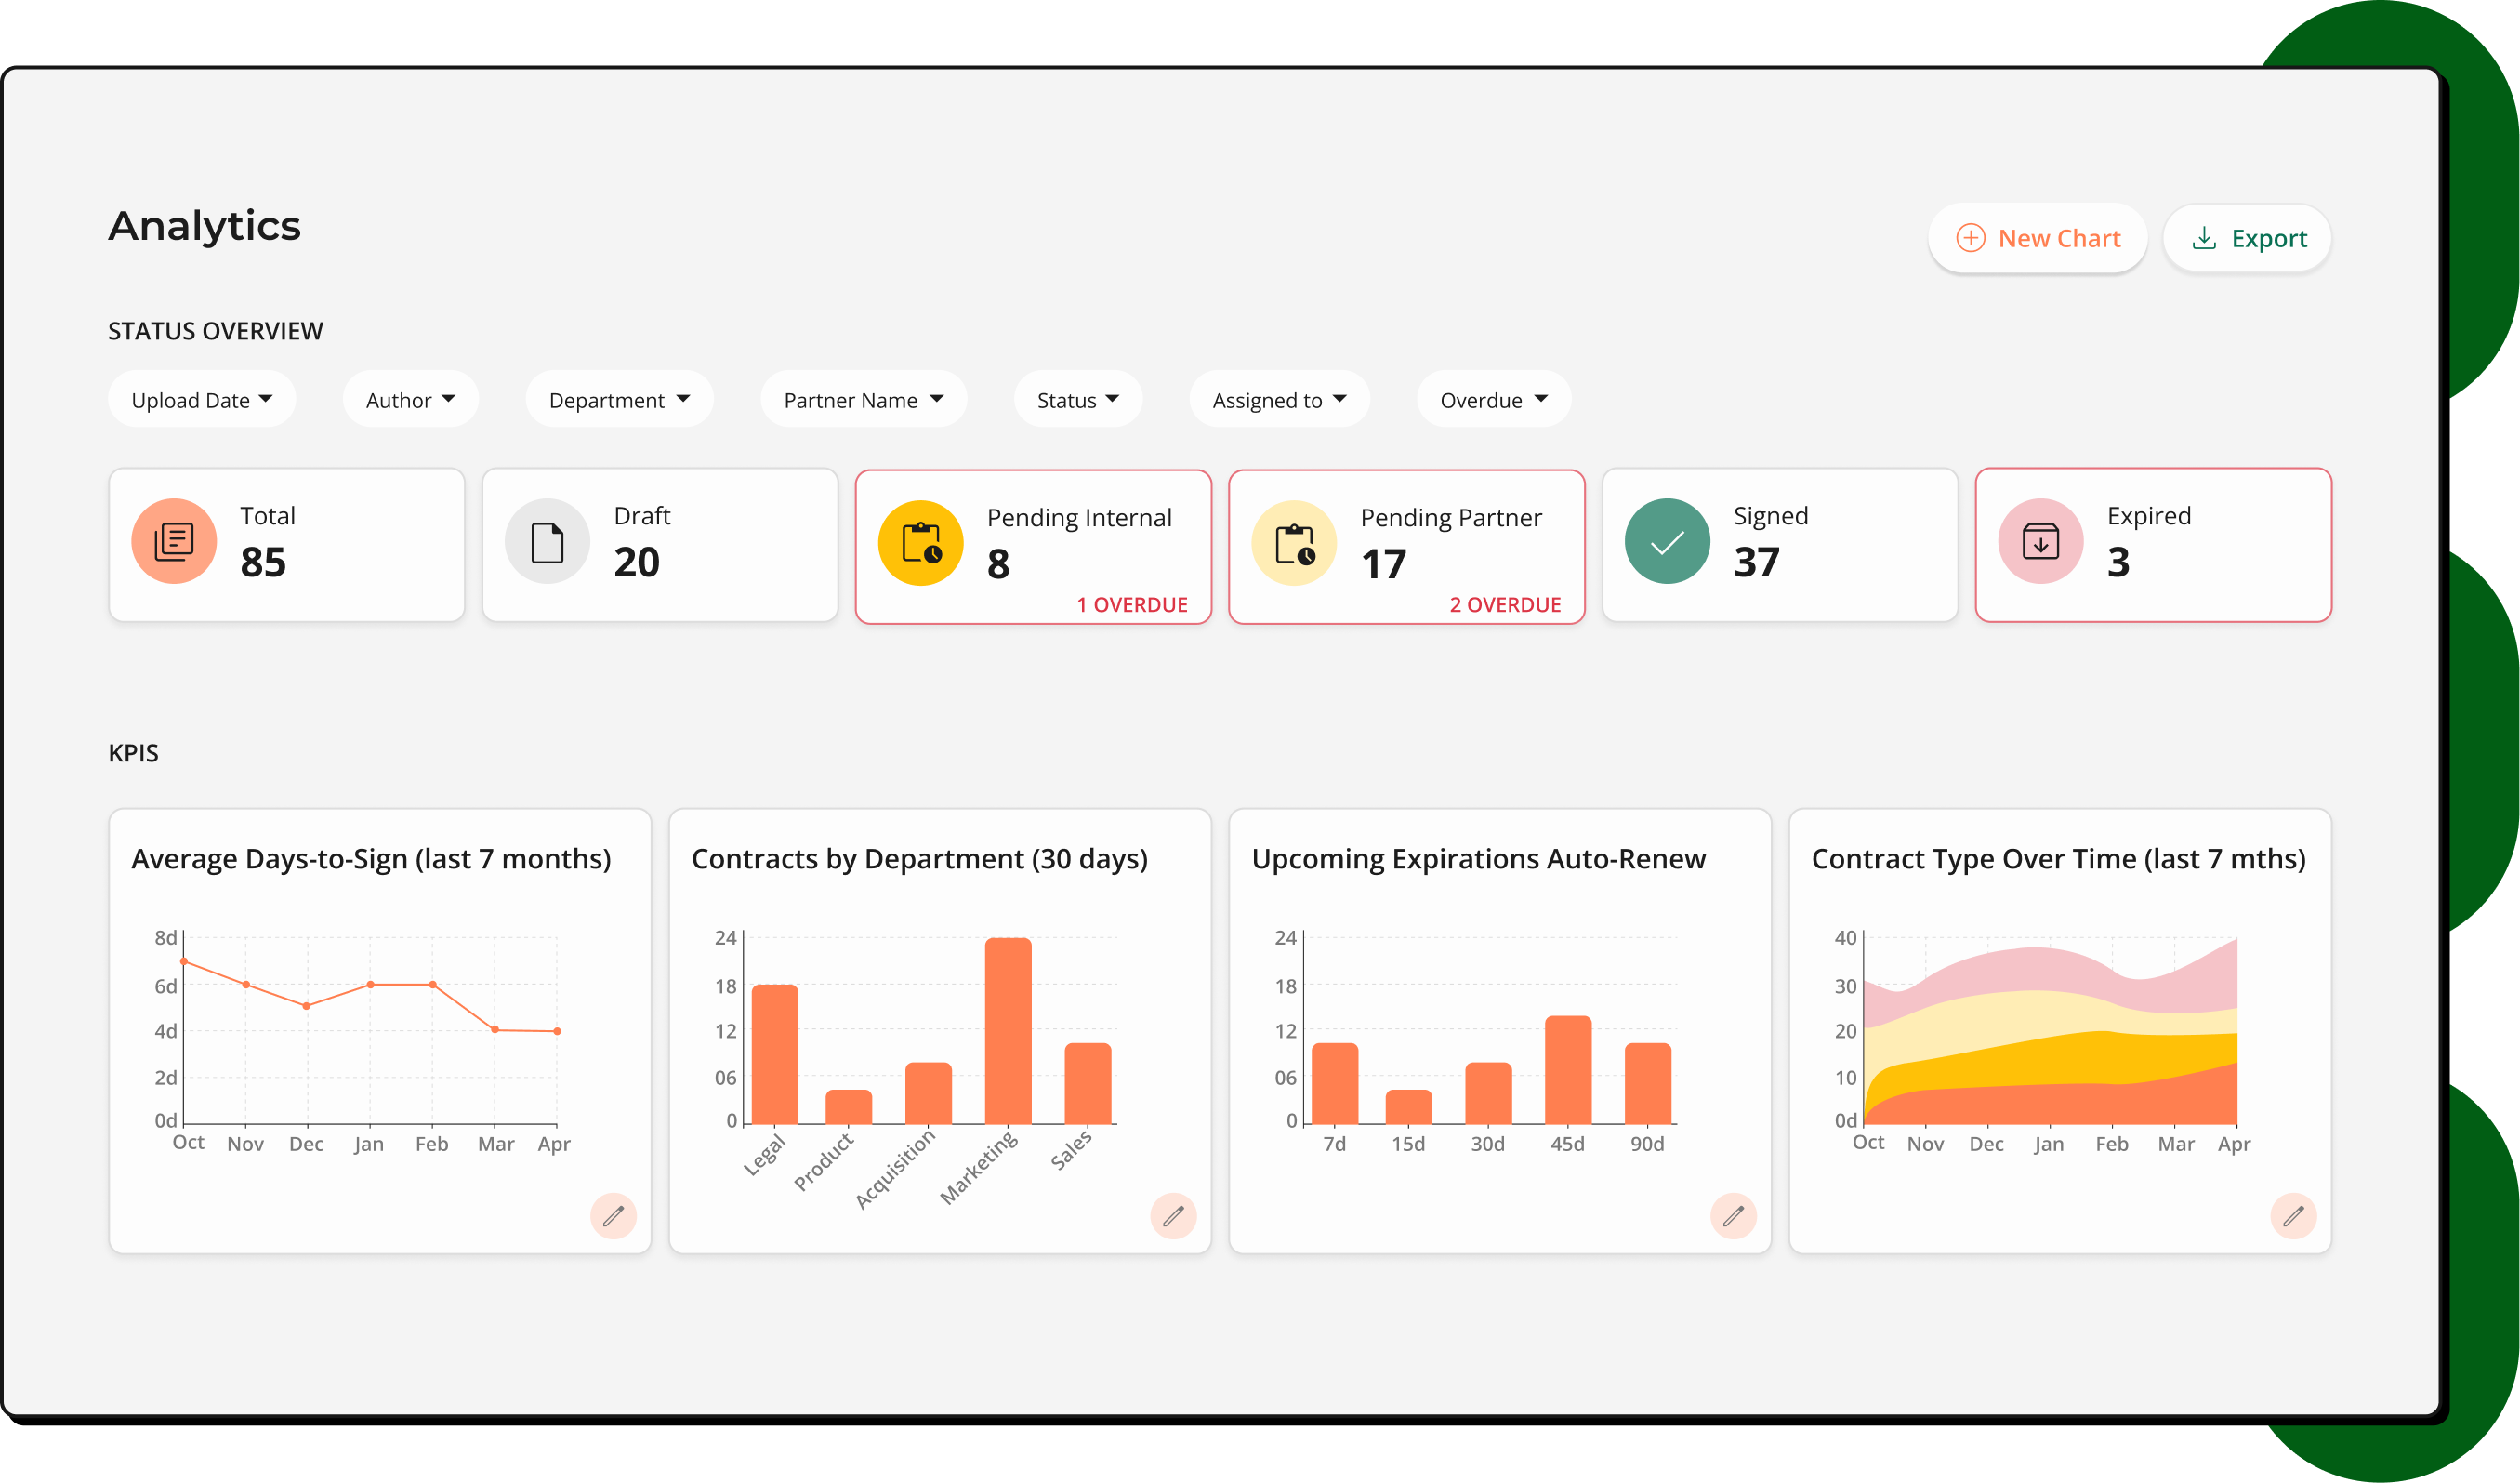 Analytics
New Chart
Export
STATUS OVERVIEW
Upload Date
Author
Department
Partner Name
Status
Assigned to
Overdue
Total
85
Draft
20
Pending Internal
8
1 OVERDUE
Pending Partner
17
2 OVERDUE
Signed
37
Expired
3
KPIS
Average Days-to-Sign (last 7 months)
8d
6d
4d
2d
0d
Oct Nov Dec Jan Feb Mar Apr
Contracts by Department (30 days)
24
18
12
06
0
Legal
Product
Acquisition
Marketing
Sales
Upcoming Expirations Auto-Renew
24
18
12
06
0
7d 15d 30d 45d 90d
Contract Type Over Time (last 7 mths)
40
30
20
10
0d
Oct Nov Dec Jan Feb Mar Apr